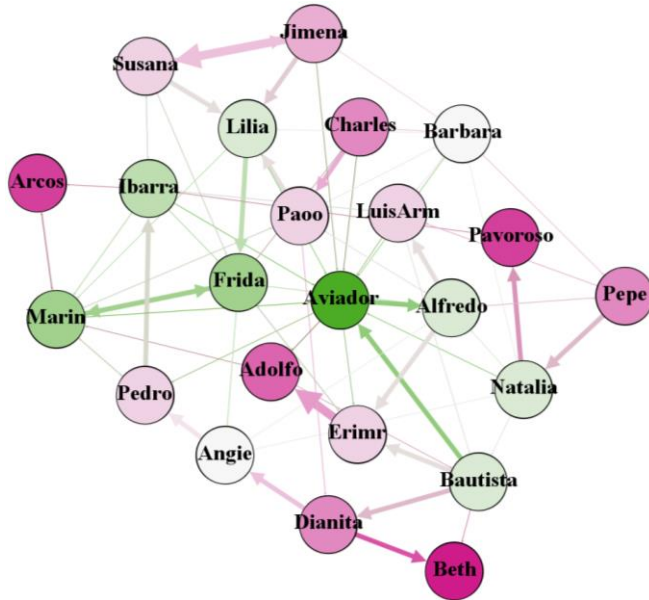 Jimena
Susana
Lilia
Charles
Barbara
Arcos
Ibarra
Paoo
LuisArm
Pavoroso
Frida
Aviador
Alfredo
Pepe
Marin
Adolfo
Natalia
Pedro
Erimr
Angie
Bautista
Dianita
Beth